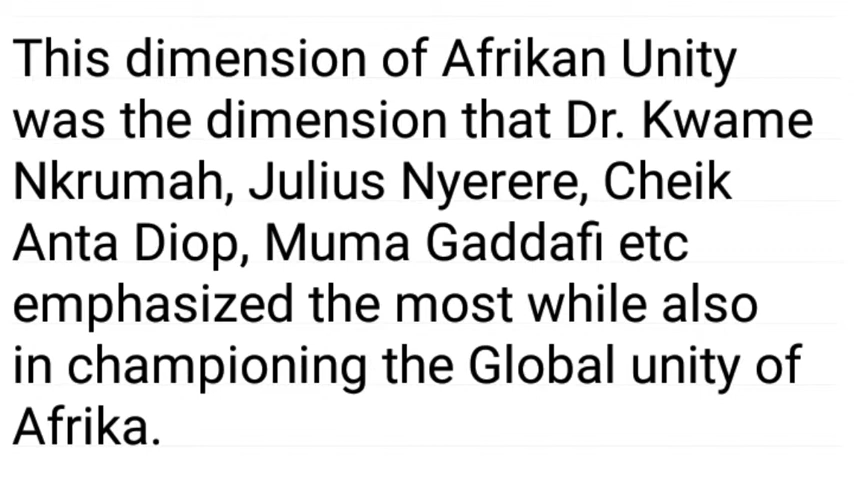 This dimension of Afrikan Unity
was the dimension that Dr. Kwame
Nkrumah, Julius Nyerere, Cheik
Anta Diop, Muma Gaddafi etc
emphasized the most while also
in championing the Global unity of
Afrika.